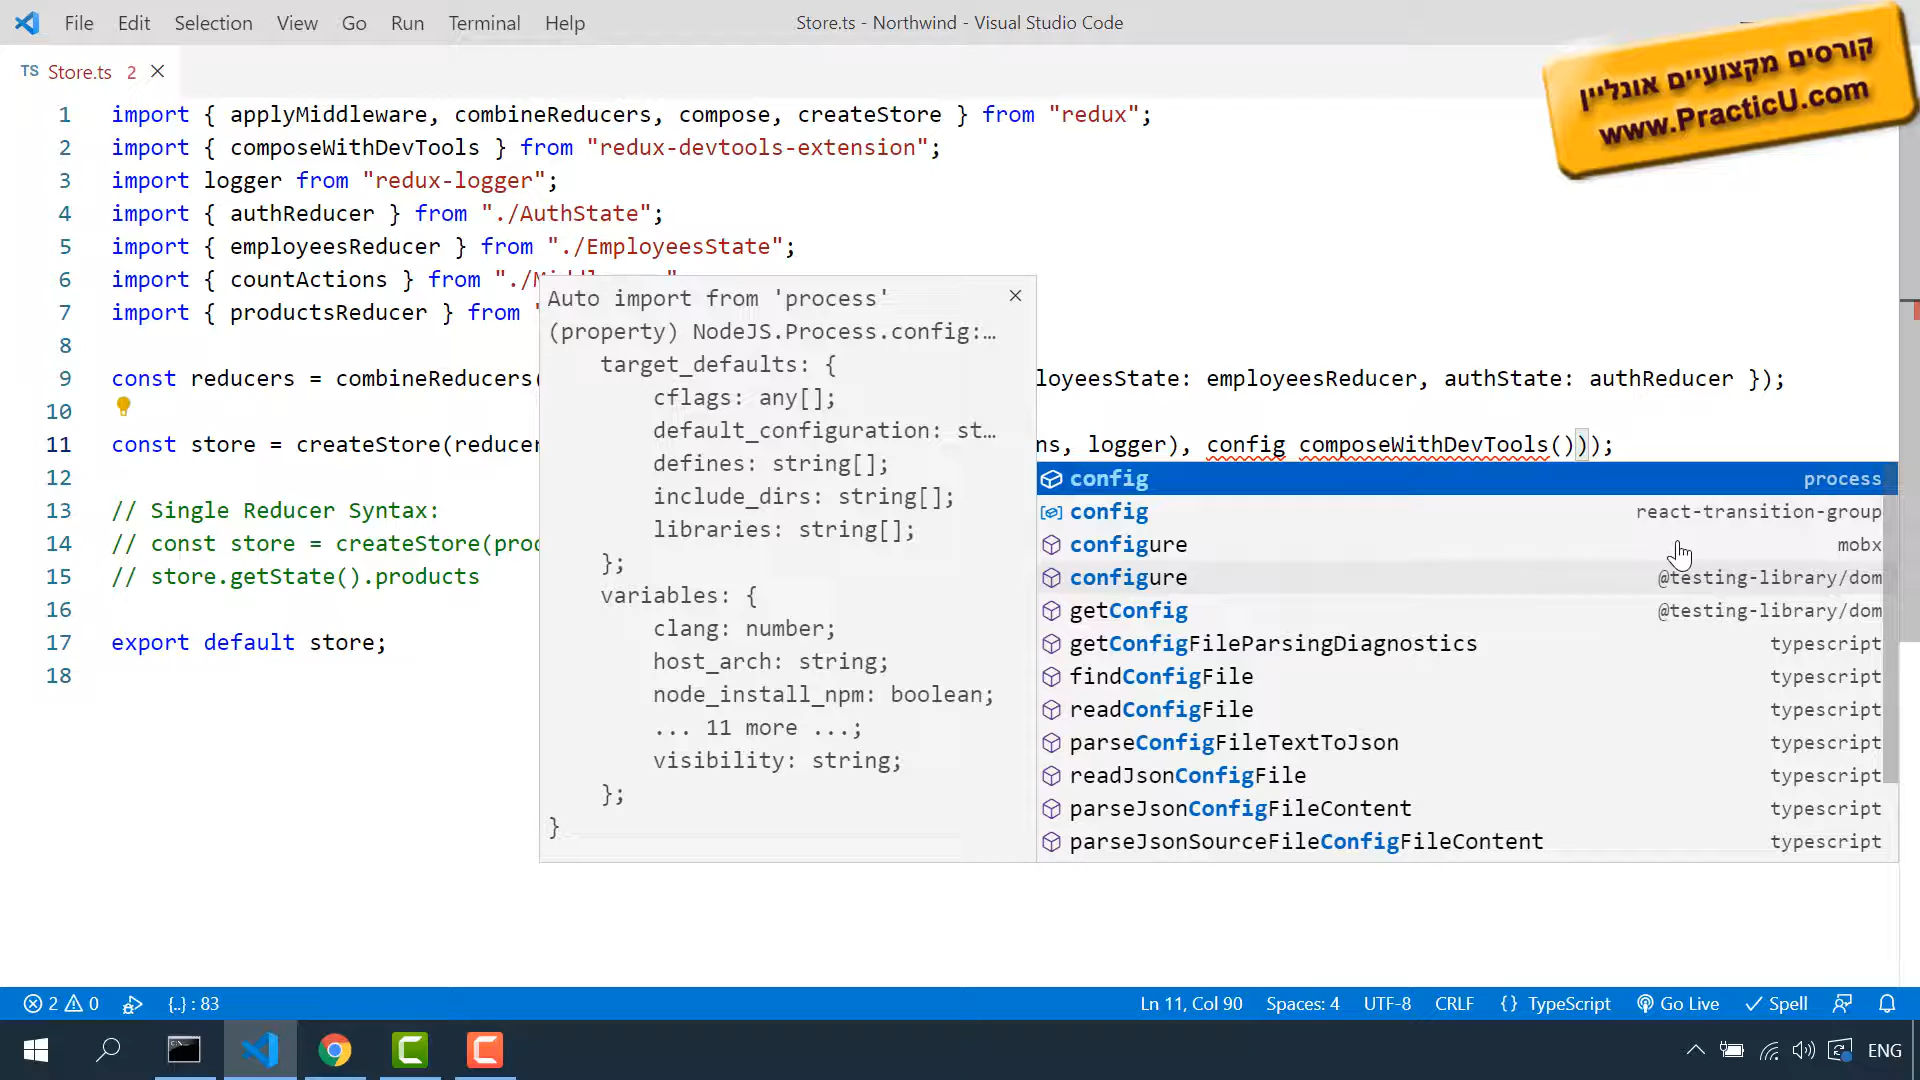 File Edit Selection View Go Run Terminal Help
Store.ts - Northwind - Visual Studio Code
קורסים מקצועיים אונליין
www.PracticU.com
TS Store.ts 2
1 import { applyMiddleware, combineReducers, compose, createStore } from "redux";
2 import { composeWithDevTools } from "redux-devtools-extension";
3 import logger from "redux-logger";
4 import { authReducer } from "./AuthState";
5 import { employeesReducer } from "./EmployeesState";
6 import { countActions } from "./
7 import { productsReducer } from "
8
9 const reducers = combineReducers( loyeesState: employeesReducer, authState: authReducer });
10
11 const store = createStore(reducer ns, logger), config composeWithDevTools()));
12
13 // Single Reducer Syntax:
14 // const store = createStore(pro
15 // store.getState().products
16
17 export default store;
18
Auto import from 'process'
(property) NodeJS.Process.config:…
target_defaults: {
cflags: any[];
default_configuration: st…
defines: string[];
include_dirs: string[];
libraries: string[];
};
variables: {
clang: number;
host_arch: string;
node_install_npm: boolean;
... 11 more ...;
visibility: string;
};
}
config process
config react-transition-group
configure mobx
configure @testing-library/dom
getConfig @testing-library/dom
getConfigFileParsingDiagnostics typescript
findConfigFile typescript
readConfigFile typescript
parseConfigFileTextToJson typescript
readJsonConfigFile typescript
parseJsonConfigFileContent typescript
parseJsonSourceFileConfigFileContent typescript
2 0 {..} : 83
Ln 11, Col 90 Spaces: 4 UTF-8 CRLF {} TypeScript Go Live Spell
ENG